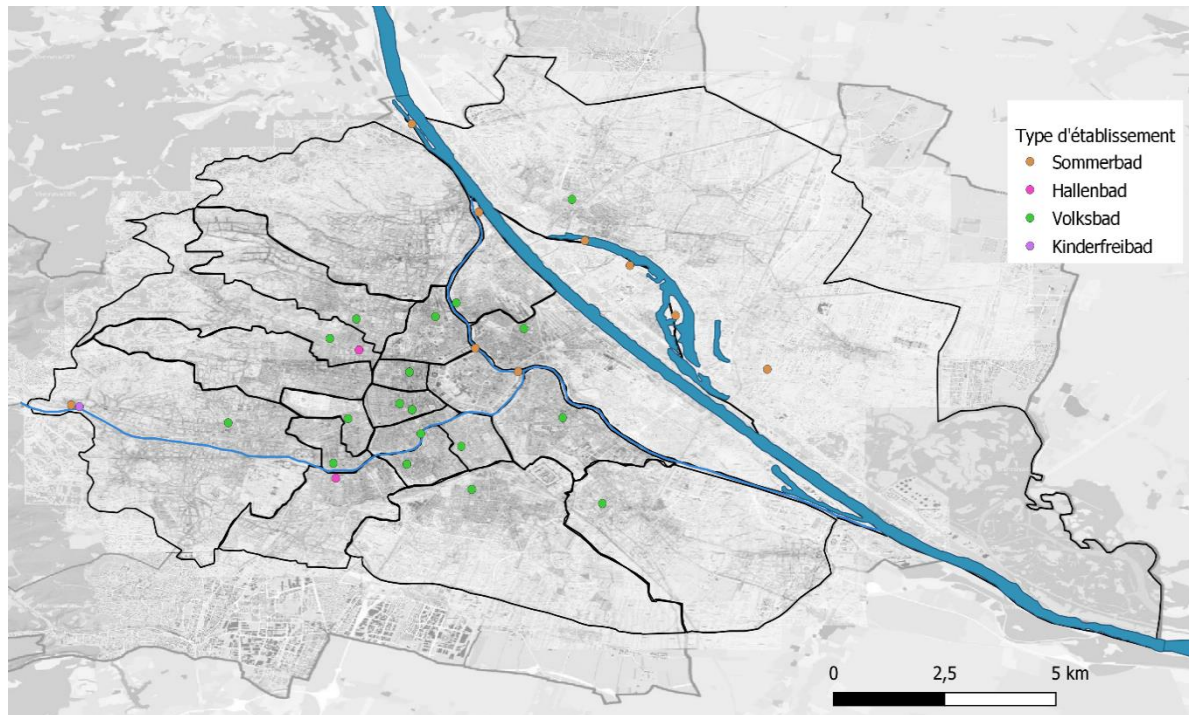 Type d'établissement
Sommerbad
Hallenbad
Volksbad
Kinderfreibad
0 2,5 5 km